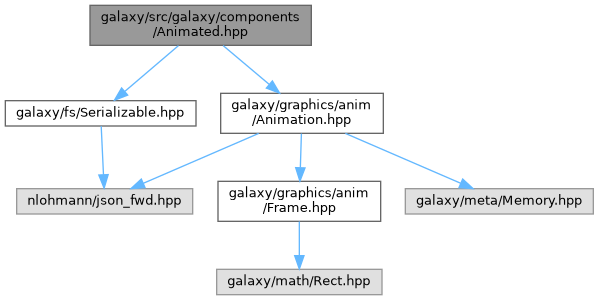 galaxy/src/galaxy/components
/Animated.hpp
galaxy/fs/Serializable.hpp
galaxy/graphics/anim
/Animation.hpp
nlohmann/json_fwd.hpp
galaxy/graphics/anim
/Frame.hpp
galaxy/meta/Memory.hpp
galaxy/math/Rect.hpp